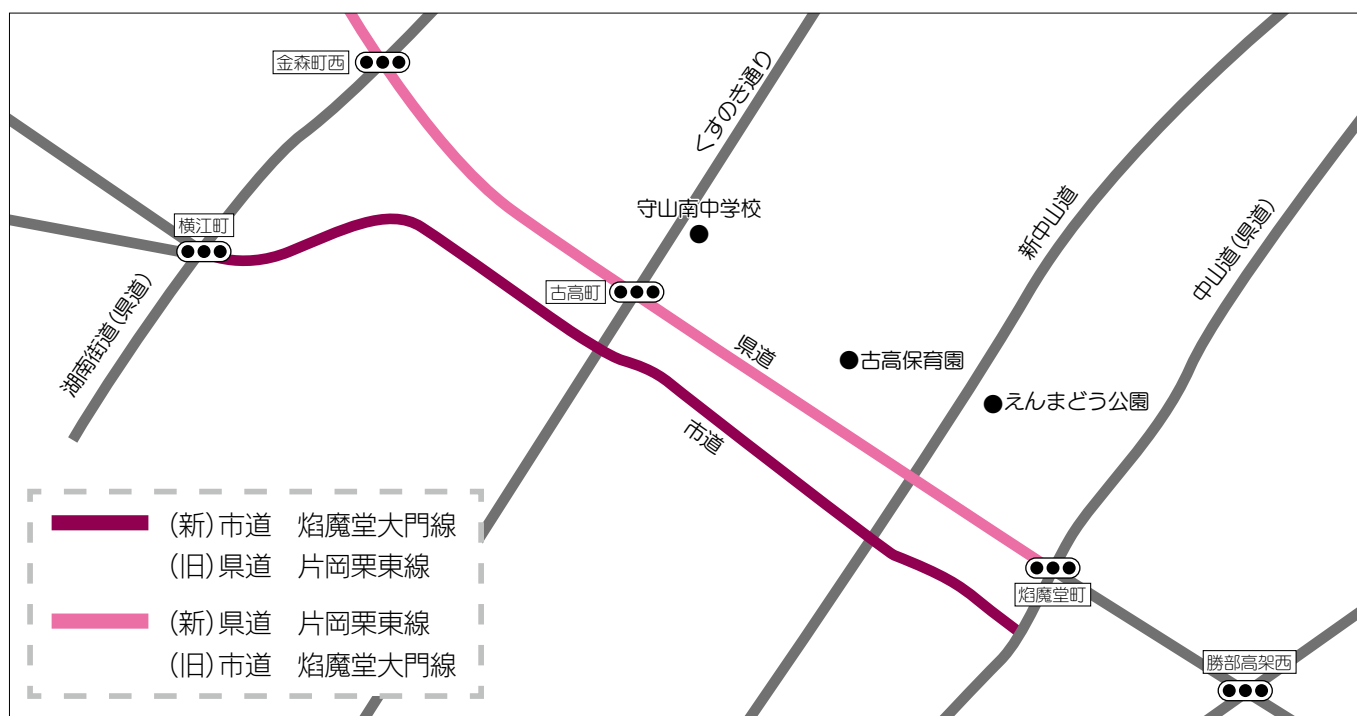 金森町西
くすのき通り
守山南中学校
横江町
新中山道
中山道(県道)
古高町
湖南街道(県道)
県道
古高保育園
えんまどう公園
市道
(新)市道 焰魔堂大門線
(旧)県道 片岡栗東線
(新)県道 片岡栗東線
(旧)市道 焰魔堂大門線
焰魔堂町
勝部高架西